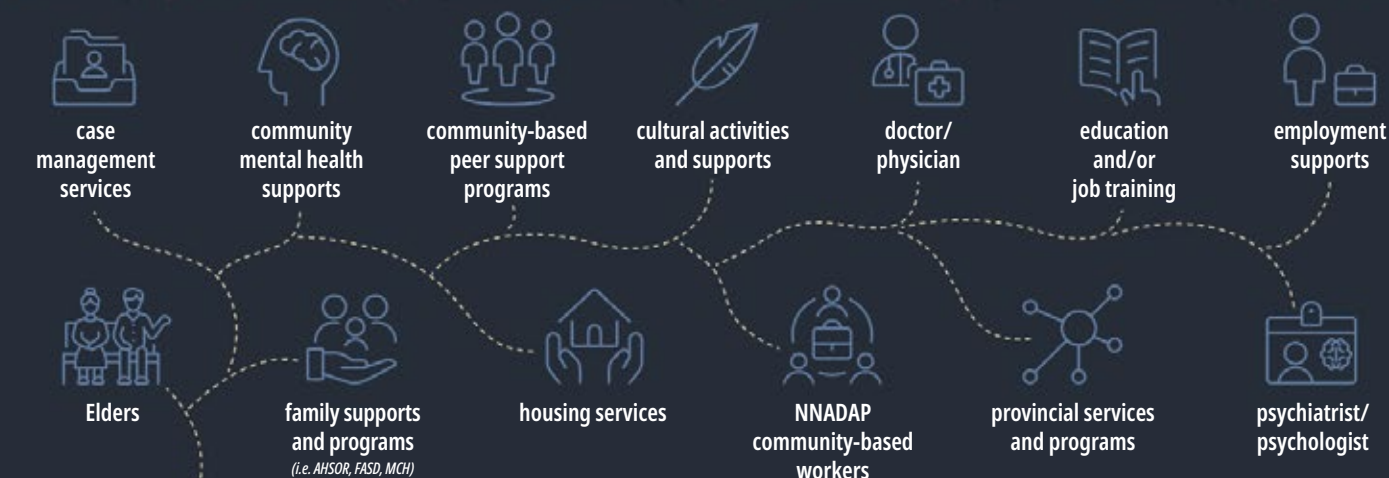 case
management
services
community
mental health
supports
community-based
peer support
programs
cultural activities
and supports
doctor/
physician
education
and/or
job training
employment
supports
Elders
family supports
and programs
(i.e. AHSOR, FASD, MCH)
housing services
NNADAP
community-based
workers
provincial services
and programs
psychiatrist/
psychologist